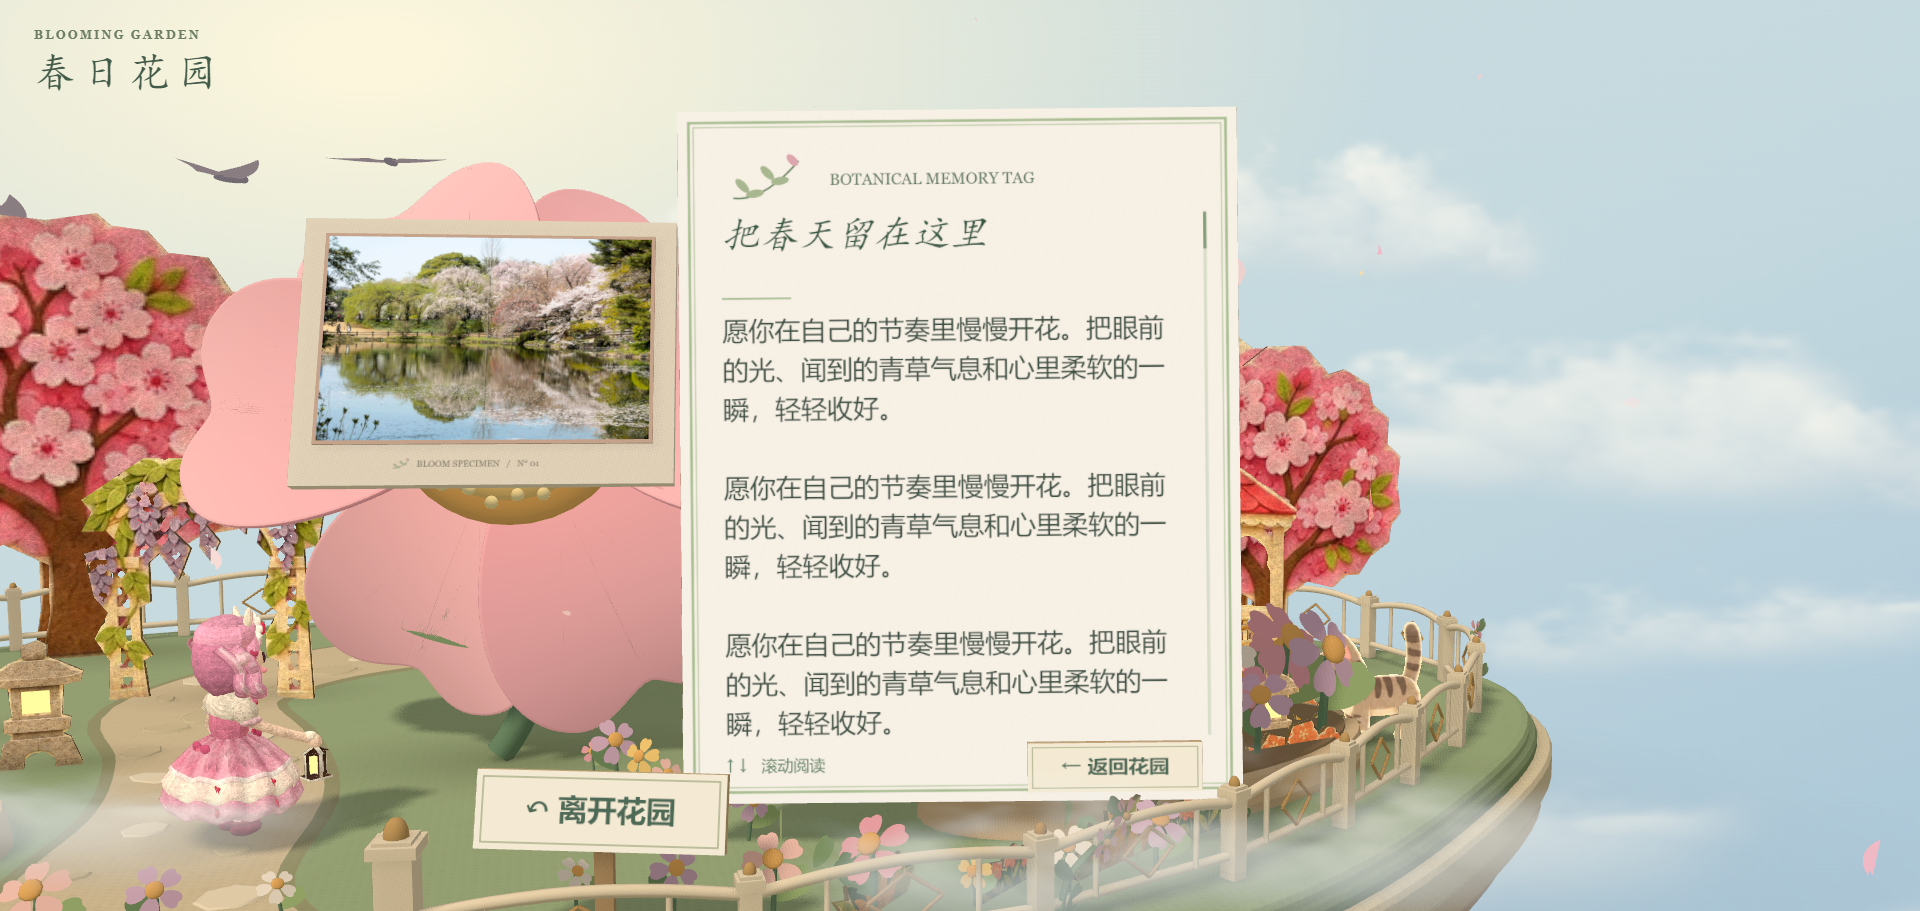 BLOOMING GARDEN
春日花园
BOTANICAL MEMORY TAG
把春天留在这里
愿你在自己的节奏里慢慢开花。把眼前
的光、闻到的青草气息和心里柔软的一
瞬，轻轻收好。
愿你在自己的节奏里慢慢开花。把眼前
的光、闻到的青草气息和心里柔软的一
瞬，轻轻收好。
愿你在自己的节奏里慢慢开花。把眼前
的光、闻到的青草气息和心里柔软的一
瞬，轻轻收好。
↑↓ 滚动阅读
← 返回花园
BLOOM SPECIMEN / Nº 01
↶ 离开花园